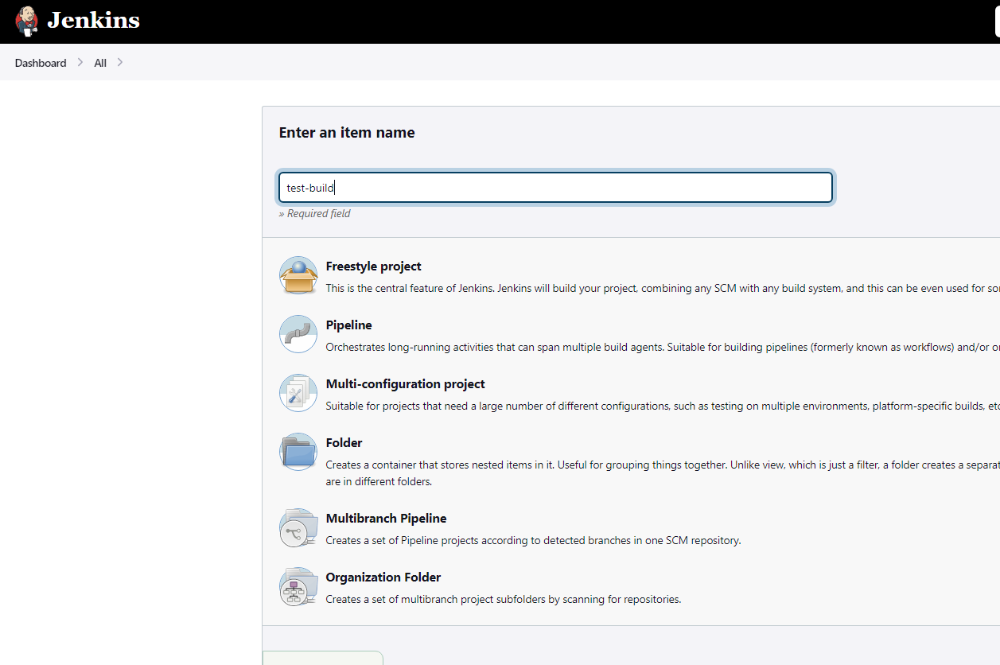 Jenkins
Dashboard
All
Enter an item name
test-build
» Required field
Freestyle project
This is the central feature of Jenkins. Jenkins will build your project, combining any SCM with any build system, and this can be even used for
Pipeline
Orchestrates long-running activities that can span multiple build agents. Suitable for building pipelines (formerly known as workflows) and/or
Multi-configuration project
Suitable for projects that need a large number of different configurations, such as testing on multiple environments, platform-specific builds,
Folder
Creates a container that stores nested items in it. Useful for grouping things together. Unlike view, which is just a filter, a folder creates a
are in different folders.
Multibranch Pipeline
Creates a set of Pipeline projects according to detected branches in one SCM repository.
Organization Folder
Creates a set of multibranch project subfolders by scanning for repositories.